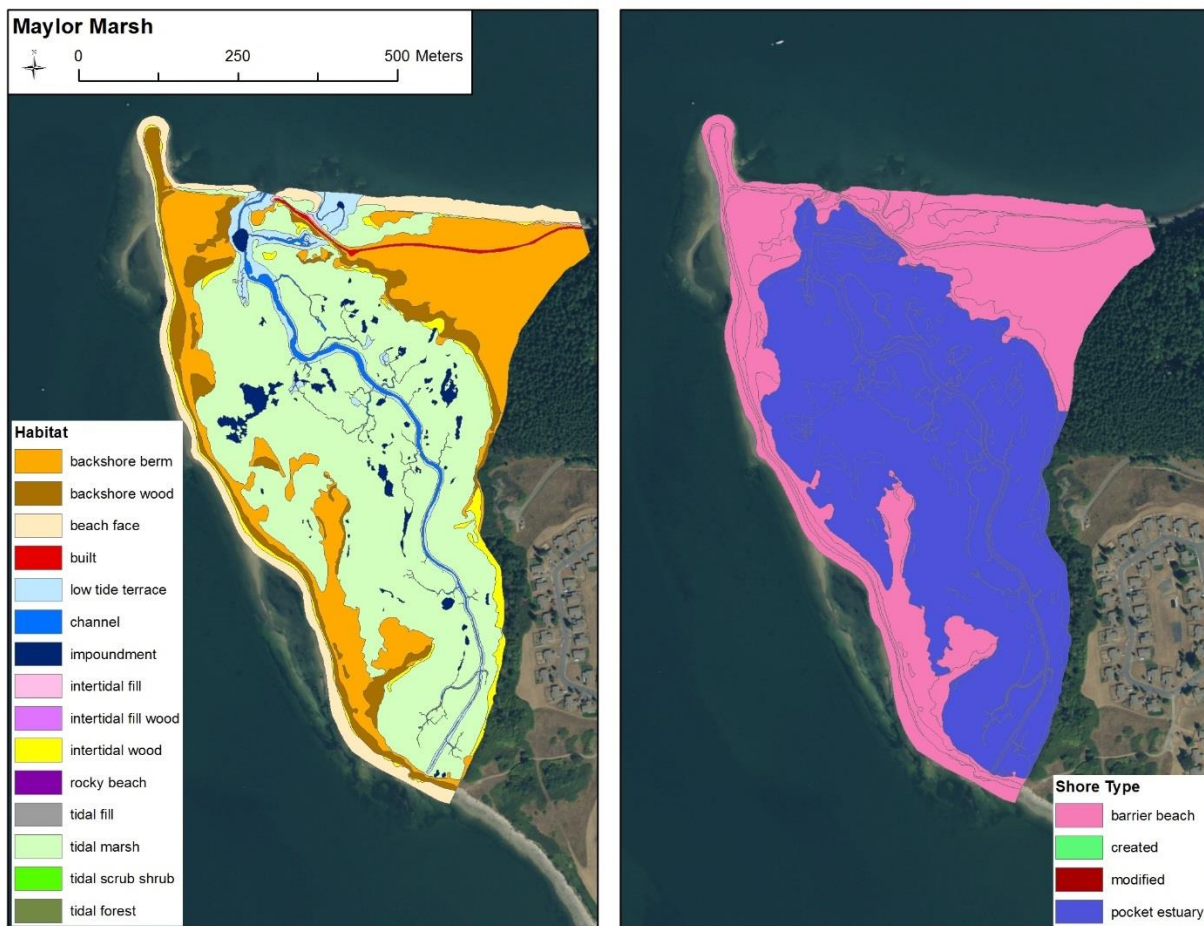 Maylor Marsh
N
0 250 500 Meters
Habitat
backshore berm
backshore wood
beach face
built
low tide terrace
channel
impoundment
intertidal fill
intertidal fill wood
intertidal wood
rocky beach
tidal fill
tidal marsh
tidal scrub shrub
tidal forest
Shore Type
barrier beach
created
modified
pocket estuary